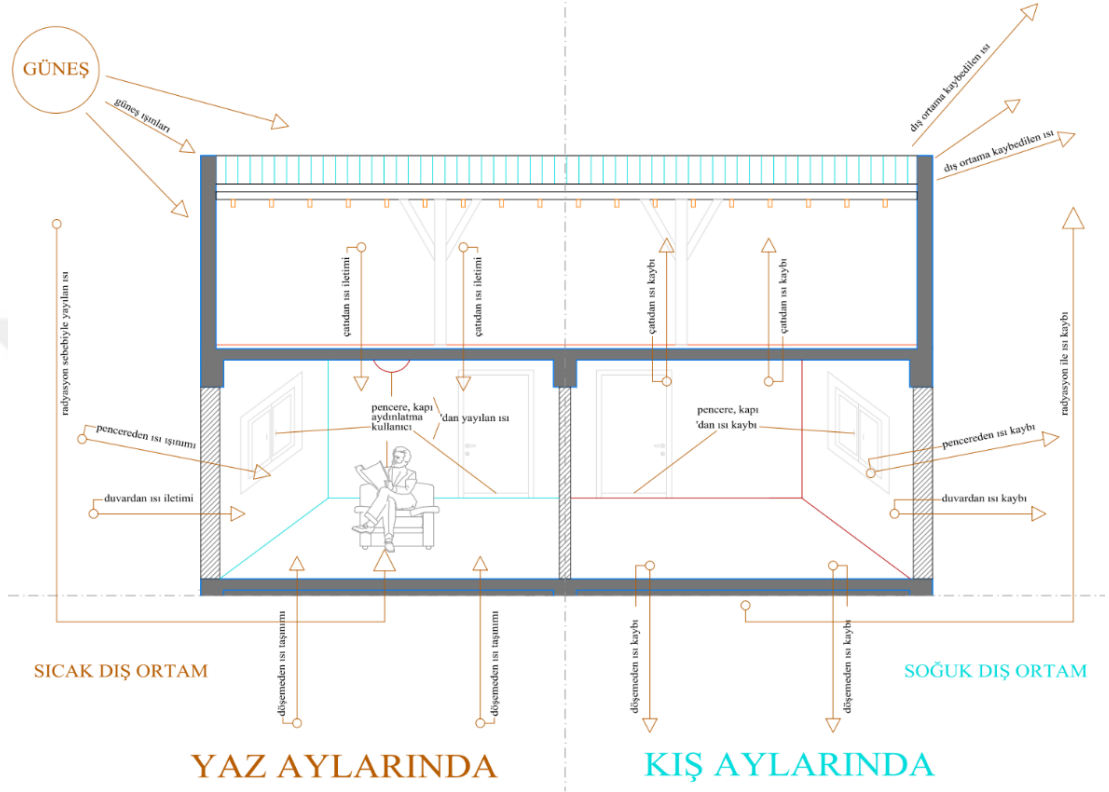 GÜNEŞ
güneş ışınları
dış ortama kaybedilen ısı
dış ortama kaybedilen ısı
radyasyon sebebiyle yayılan ısı
çatıdan ısı iletimi
çatıdan ısı iletimi
çatıdan ısı kaybı
çatıdan ısı kaybı
radyasyon ile ısı kaybı
pencereden ısı ışınımı
duvardan ısı iletimi
pencere, kapı
aydınlatma
kullanıcı
'dan yayılan ısı
pencere, kapı
'dan ısı kaybı
pencereden ısı kaybı
duvardan ısı kaybı
döşemeden ısı taşınımı
döşemeden ısı taşınımı
döşemeden ısı kaybı
döşemeden ısı kaybı
SICAK DIŞ ORTAM
SOĞUK DIŞ ORTAM
YAZ AYLARINDA
KIŞ AYLARINDA